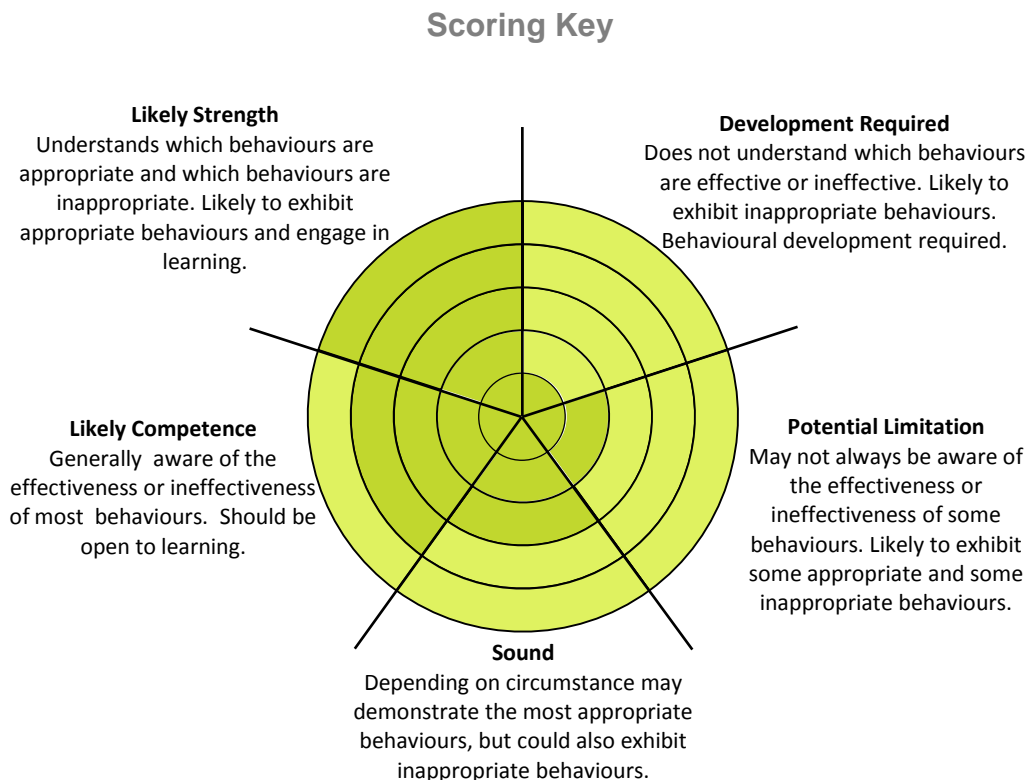 Scoring Key
Likely Strength
Understands which behaviours are
appropriate and which behaviours are
inappropriate. Likely to exhibit
appropriate behaviours and engage in
learning.
Development Required
Does not understand which behaviours
are effective or ineffective. Likely to
exhibit inappropriate behaviours.
Behavioural development required.
Likely Competence
Generally aware of the
effectiveness or ineffectiveness
of most behaviours. Should be
open to learning.
Potential Limitation
May not always be aware of
the effectiveness or
ineffectiveness of some
behaviours. Likely to exhibit
some appropriate and some
inappropriate behaviours.
Sound
Depending on circumstance may
demonstrate the most appropriate
behaviours, but could also exhibit
inappropriate behaviours.